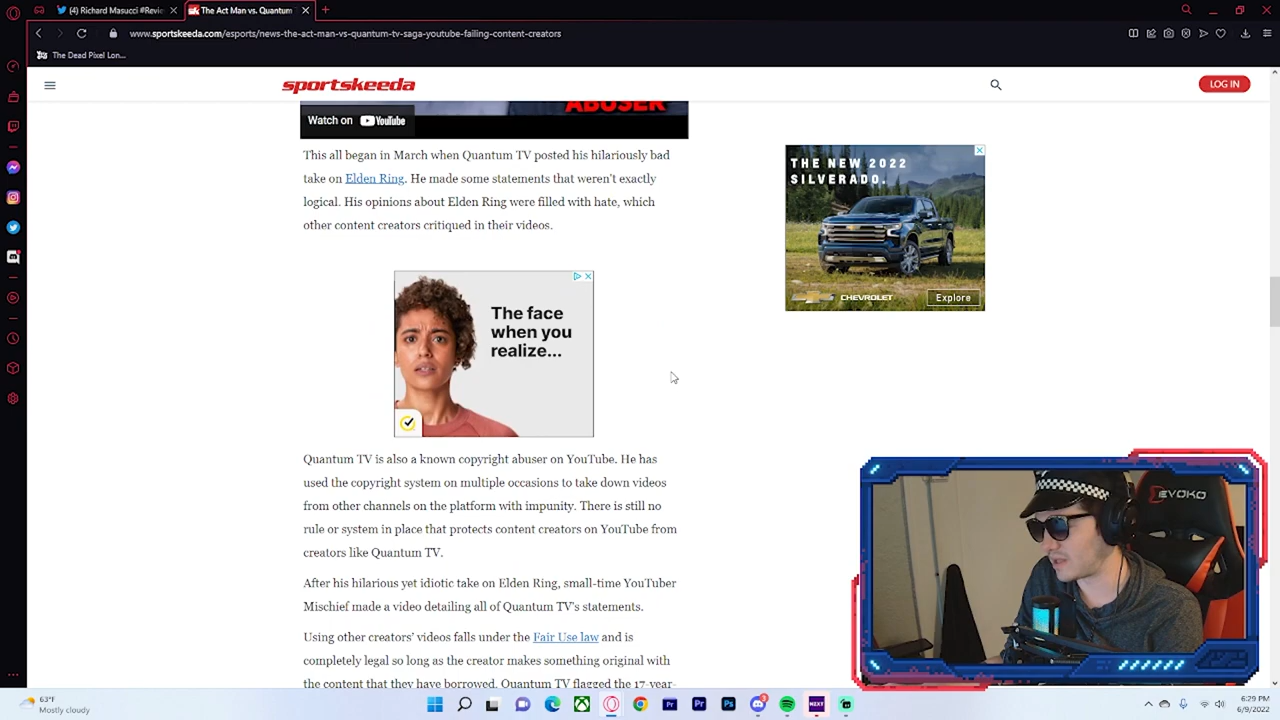 (4) Richard Masucci #Revie
The Act Man vs. Quantum
www.sportskeeda.com/esports/news-the-act-man-vs-quantum-tv-saga-youtube-failing-content-creators
The Dead Pixel Lon...
sportskeeda
LOG IN
ABUSER
Watch on YouTube
This all began in March when Quantum TV posted his hilariously bad
take on Elden Ring. He made some statements that weren't exactly
logical. His opinions about Elden Ring were filled with hate, which
other content creators critiqued in their videos.
THE NEW 2022
SILVERADO.
CHEVROLET
Explore
The face
when you
realize...
Quantum TV is also a known copyright abuser on YouTube. He has
used the copyright system on multiple occasions to take down videos
from other channels on the platform with impunity. There is still no
rule or system in place that protects content creators on YouTube from
creators like Quantum TV.
After his hilarious yet idiotic take on Elden Ring, small-time YouTuber
Mischief made a video detailing all of Quantum TV's statements.
Using other creators' videos falls under the Fair Use law and is
completely legal so long as the creator makes something original with
the content that they have borrowed. Quantum TV flagged the 17-year-
EVOKO
63°F
Mostly cloudy
Pr
Pr
Ps
3
NEXT
6:29 PM
6/9/2022